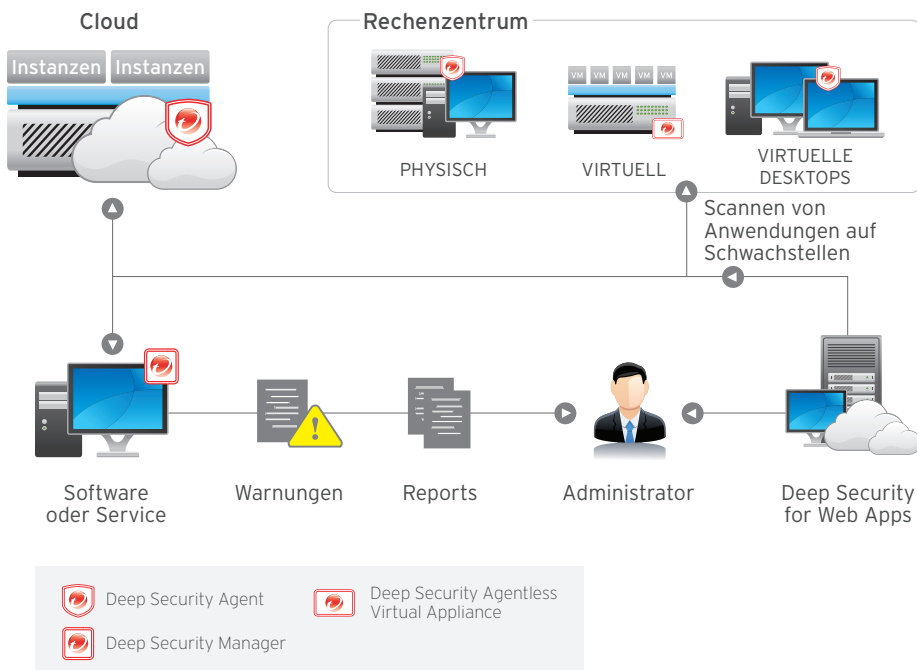 Cloud
Rechenzentrum
Instanzen Instanzen
VM VM VM VM VM
PHYSISCH
VIRTUELL
VIRTUELLE
DESKTOPS
Scannen von
Anwendungen auf
Schwachstellen
Software
oder Service
Warnungen
Reports
Administrator
Deep Security
for Web Apps
Deep Security Agent
Deep Security Manager
Deep Security Agentless
Virtual Appliance